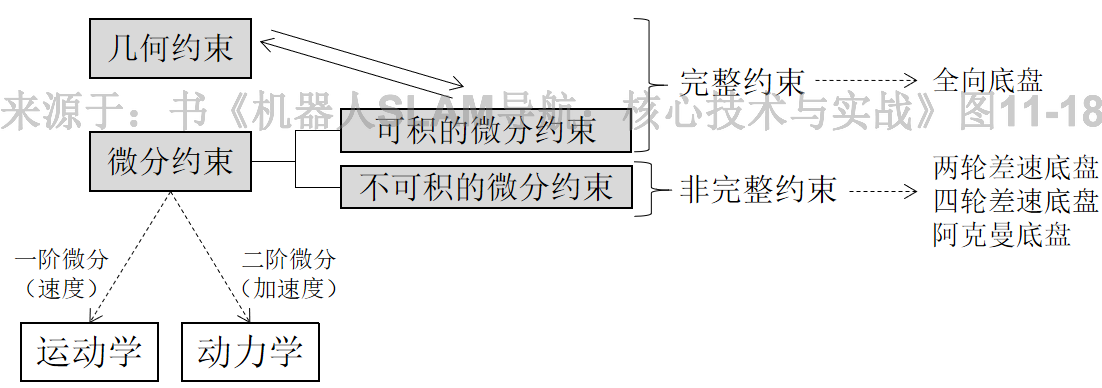 几何约束
完整约束
全向底盘
来源于：书《机器人SLAM导航：核心技术与实战》图11-18
可积的微分约束
微分约束
不可积的微分约束
非完整约束
两轮差速底盘
四轮差速底盘
阿克曼底盘
一阶微分
（速度）
二阶微分
（加速度）
运动学
动力学